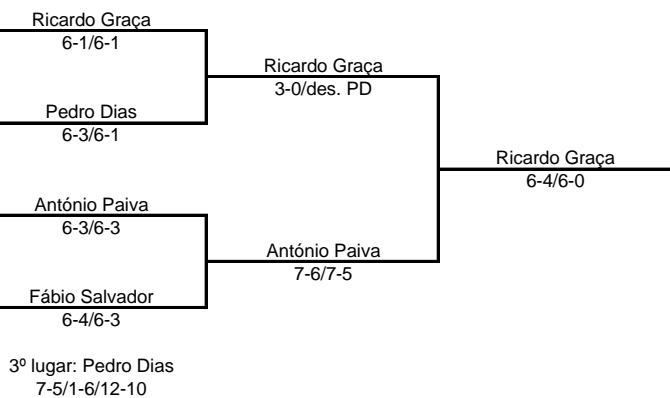 Ricardo Graça
6-1/6-1
Ricardo Graça
3-0/des. PD
Pedro Dias
6-3/6-1
Ricardo Graça
6-4/6-0
António Paiva
6-3/6-3
António Paiva
7-6/7-5
Fábio Salvador
6-4/6-3
3º lugar: Pedro Dias
7-5/1-6/12-10